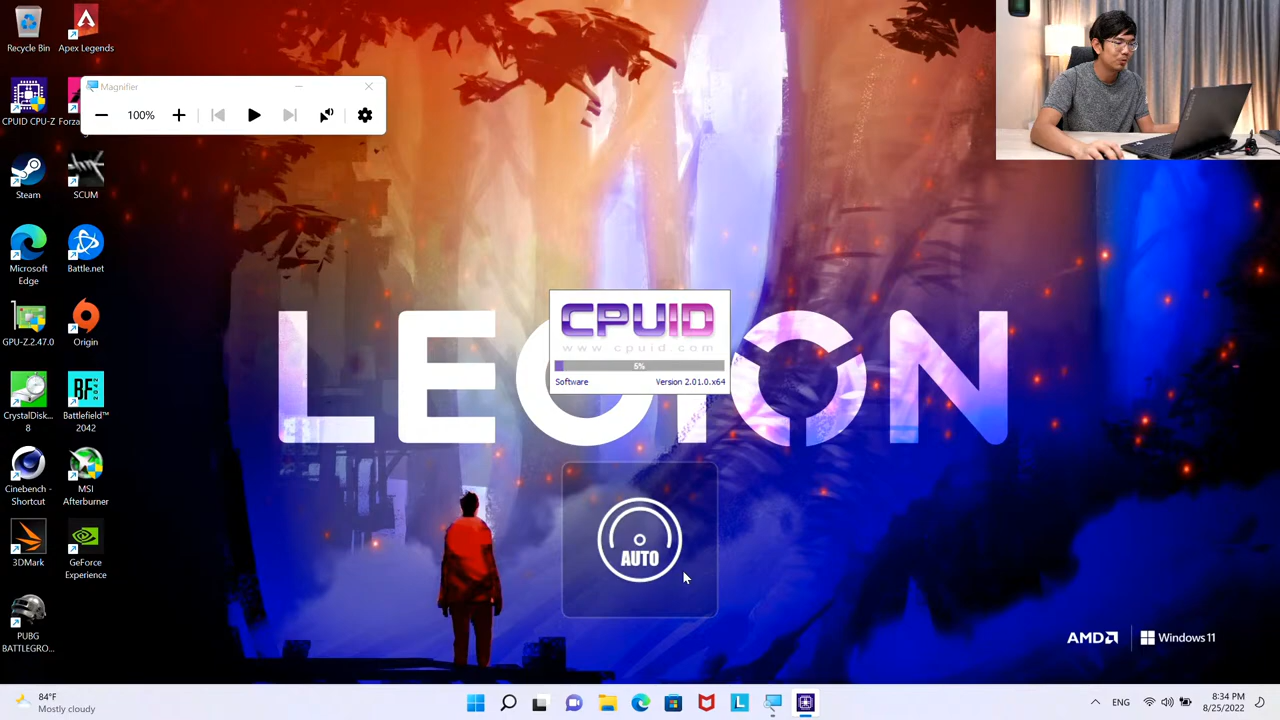 Recycle Bin
Apex Legends
Magnifier
100%
CPUID CPU-Z
Forza
Steam
SCUM
Microsoft
Edge
Battle.net
GPU-Z.2.47.0
Origin
CrystalDisk...
8
Battlefield™
2042
BF
2042
Cinebench -
Shortcut
MSI
Afterburner
3DMark
GeForce
Experience
PUBG
BATTLEGRO...
LEGION
CPUID
www.cpuid.com
5%
Software
Version 2.01.0.x64
AUTO
AMD
Windows 11
84°F
Mostly cloudy
L
ENG
8:34 PM
8/25/2022